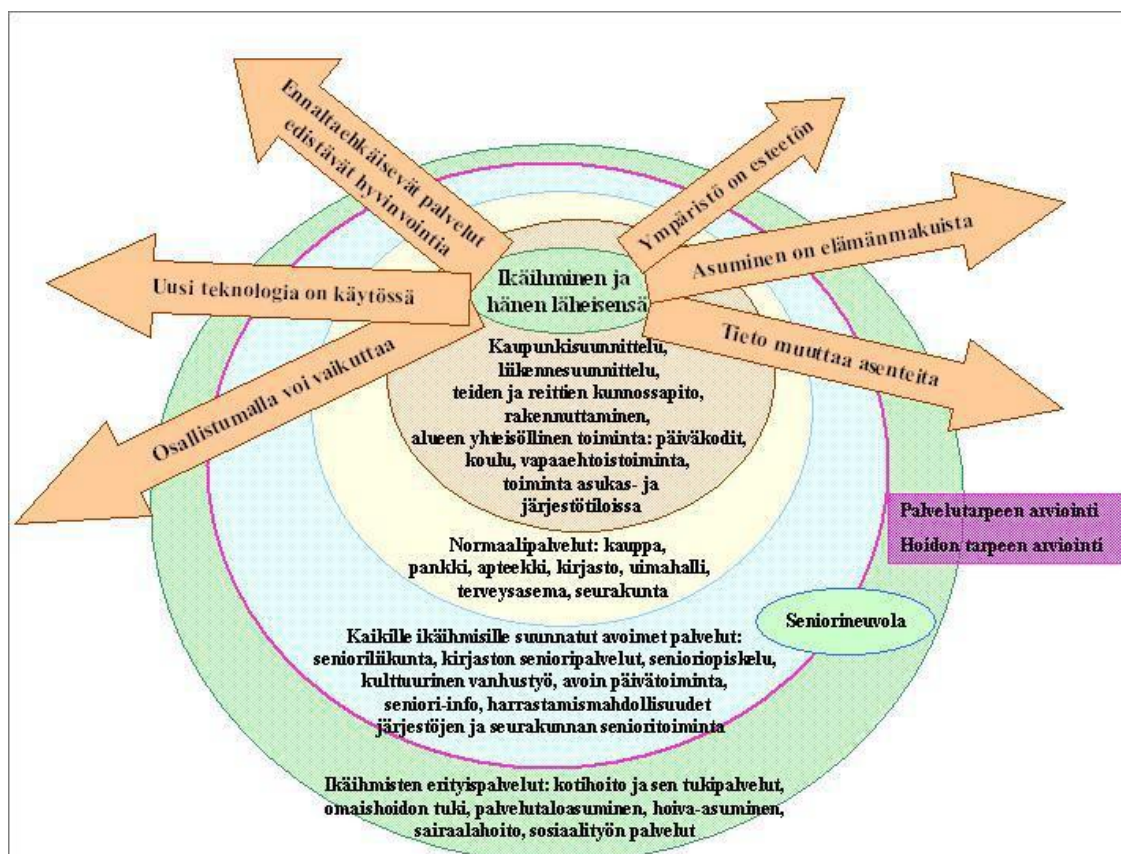 Ennaltaehkäisevät palvelut
edistävät hyvinvointia
Ympäristö on esteetön
Asuminen on elämänmakuista
Uusi teknologia on käytössä
Ikäihminen ja
hänen läheisensä
Tieto muuttaa asenteita
Osallistumalla voi vaikuttaa
Kaupunkisuunnittelu,
liikennesuunnittelu,
teiden ja reittien kunnossapito,
rakennuttaminen,
alueen yhteisöllinen toiminta: päiväkodit,
koulu, vapaaehtoistoiminta,
toiminta asukas- ja
järjestötiloissa
Palvelutarpeen arviointi
Hoidon tarpeen arviointi
Normaalipalvelut: kauppa,
pankki, apteekki, kirjasto, uimahalli,
terveysasema, seurakunta
Seniorineuvola
Kaikille ikäihmisille suunnatut avoimet palvelut:
senioriliikunta, kirjaston senioripalvelut, senioriopiskelu,
kulttuurinen vanhustyö, avoin päivätoiminta,
seniori-info, harrastamismahdollisuudet
järjestöjen ja seurakunnan senioritoiminta
Ikäihmisten erityispalvelut: kotihoito ja sen tukipalvelut,
omaishoidon tuki, palvelutaloasuminen, hoiva-asuminen,
sairaalahoito, sosiaalityön palvelut